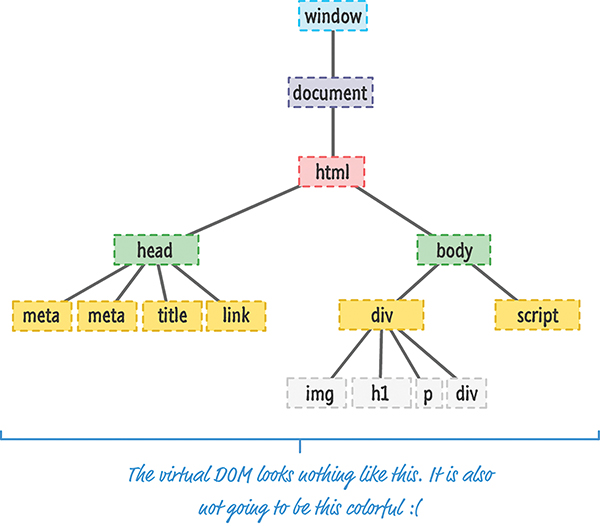 window
document
html
head body
meta meta title link div script
img h1 p div
The virtual DOM looks nothing like this. It is also
not going to be this colorful :(